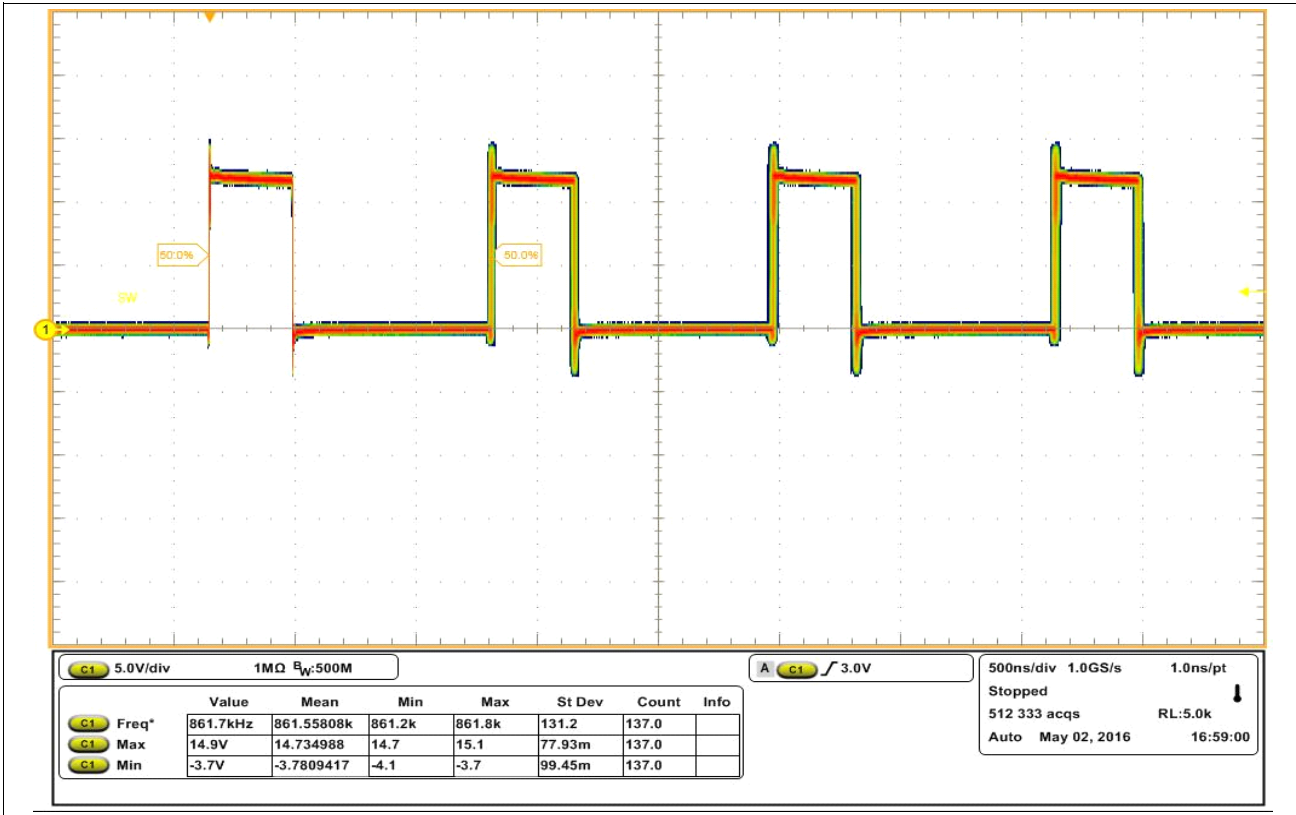 50.0%
50.0%
SW
1
C1 5.0V/div 1MΩ BW:500M
A C1 3.0V
500ns/div 1.0GS/s 1.0ns/pt
Stopped
512 333 acqs RL:5.0k
Auto May 02, 2016 16:59:00
Value Mean Min Max St Dev Count Info
C1 Freq* 861.7kHz 861.55808k 861.2k 861.8k 131.2 137.0
C1 Max 14.9V 14.734988 14.7 15.1 77.93m 137.0
C1 Min -3.7V -3.7809417 -4.1 -3.7 99.45m 137.0